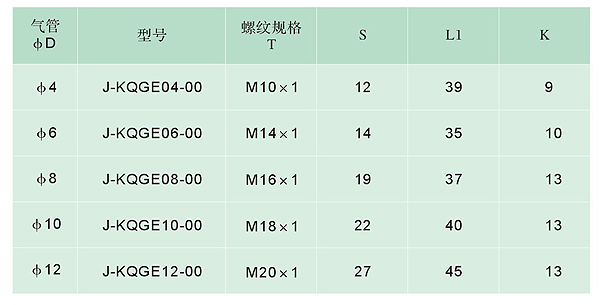 气管 φD 型号 螺纹规格 T S L1 K
φ4 J-KQGE04-00 M10×1 12 39 9
φ6 J-KQGE06-00 M14×1 14 35 10
φ8 J-KQGE08-00 M16×1 19 37 13
φ10 J-KQGE10-00 M18×1 22 40 13
φ12 J-KQGE12-00 M20×1 27 45 13